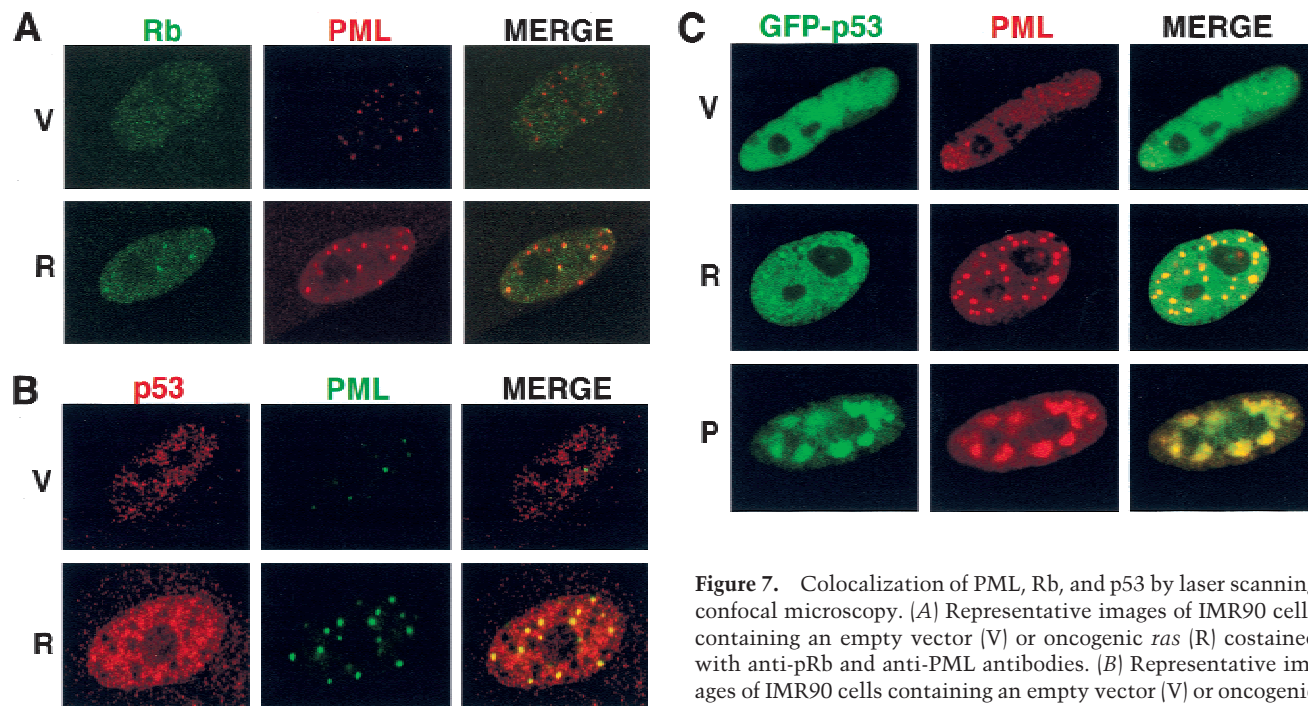 A
Rb PML MERGE
V
R
B
p53 PML MERGE
V
R
C
GFP-p53 PML MERGE
V
R
P
Figure 7. Colocalization of PML, Rb, and p53 by laser scanning
confocal microscopy. (A) Representative images of IMR90 cell
containing an empty vector (V) or oncogenic ras (R) costained
with anti-pRb and anti-PML antibodies. (B) Representative im
ages of IMR90 cells containing an empty vector (V) or oncogenic